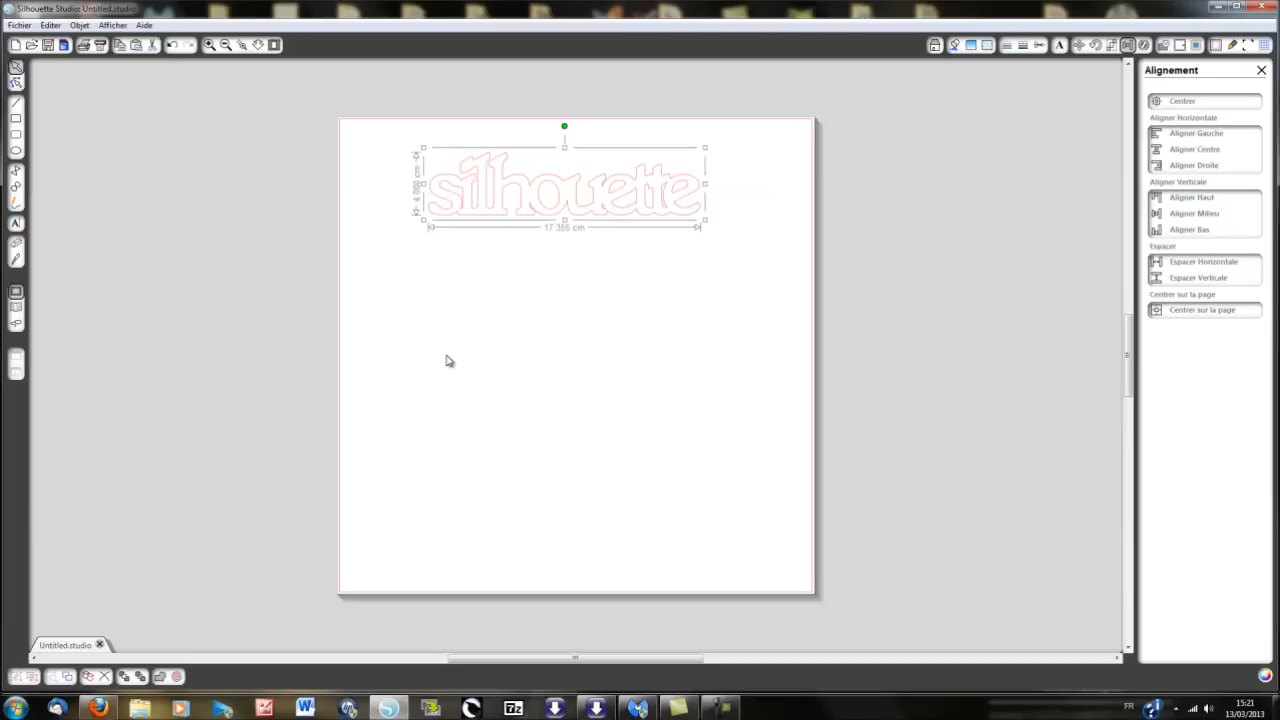 Silhouette Studio: Untitled.studio
Fichier Editer Objet Afficher Aide
Alignement
Centrer
Aligner Horizontale
Aligner Gauche
Aligner Centre
Aligner Droite
Aligner Verticale
Aligner Haut
Aligner Milieu
Aligner Bas
Espacer
Espacer Horizontale
Espacer Verticale
Centrer sur la page
Centrer sur la page
silhouette
17 355 cm
Untitled.studio
FR
15:21
13/03/2013